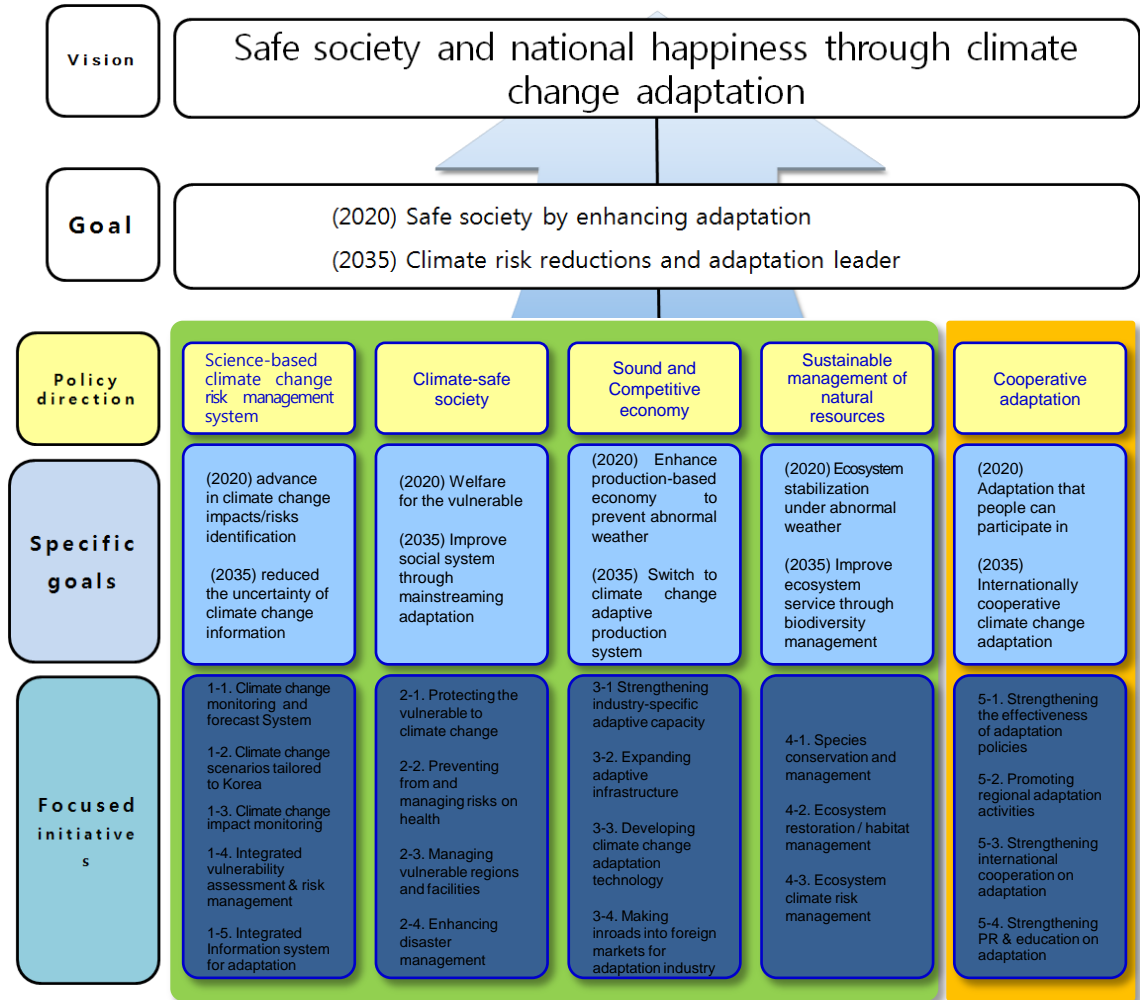 Vision
Safe society and national happiness through climate
change adaptation
Goal
(2020) Safe society by enhancing adaptation
(2035) Climate risk reductions and adaptation leader
Policy
direction
Science-based
climate change
risk management
system
Climate-safe
society
Sound and
Competitive
economy
Sustainable
management of
natural
resources
Cooperative
adaptation
Specific
goals
(2020) advance
in climate change
impacts/risks
identification
(2035) reduced
the uncertainty of
climate change
information
(2020) Welfare
for the vulnerable
(2035) Improve
social system
through
mainstreaming
adaptation
(2020) Enhance
production-based
economy to
prevent abnormal
weather
(2035) Switch to
climate change
adaptive
production
system
(2020) Ecosystem
stabilization
under abnormal
weather
(2035) Improve
ecosystem
service through
biodiversity
management
(2020)
Adaptation that
people can
participate in
(2035)
Internationally
cooperative
climate change
adaptation
Focused
initiative
s
1-1. Climate change
monitoring and
forecast System
1-2. Climate change
scenarios tailored
to Korea
1-3. Climate change
impact monitoring
1-4. Integrated
vulnerability
assessment & risk
management
1-5. Integrated
Information system
for adaptation
2-1. Protecting the
vulnerable to
climate change
2-2. Preventing
from and
managing risks on
health
2-3. Managing
vulnerable regions
and facilities
2-4. Enhancing
disaster
management
3-1 Strengthening
industry-specific
adaptive capacity
3-2. Expanding
adaptive
infrastructure
3-3. Developing
climate change
adaptation
technology
3-4. Making
inroads into foreign
markets for
adaptation industry
4-1. Species
conservation and
management
4-2. Ecosystem
restoration / habitat
management
4-3. Ecosystem
climate risk
management
5-1. Strengthening
the effectiveness
of adaptation
policies
5-2. Promoting
regional adaptation
activities
5-3. Strengthening
international
cooperation on
adaptation
5-4. Strengthening
PR & education on
adaptation